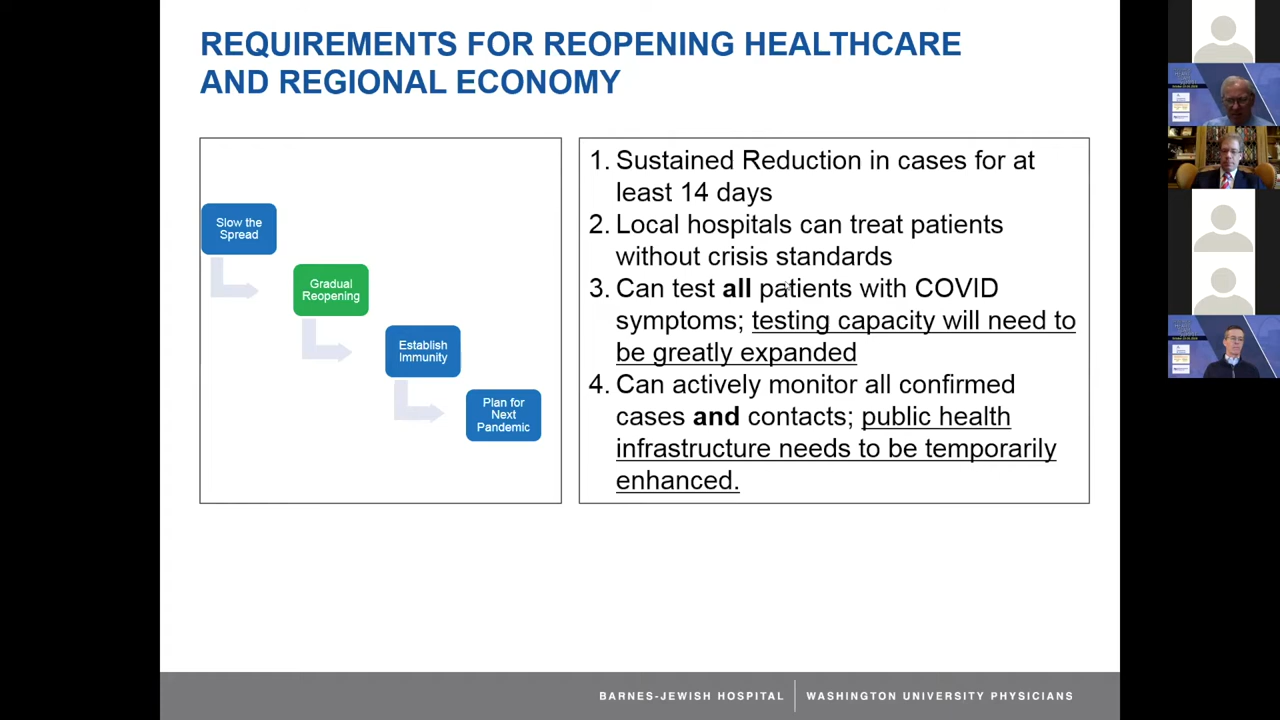 REQUIREMENTS FOR REOPENING HEALTHCARE
AND REGIONAL ECONOMY
Slow the
Spread
Gradual
Reopening
Establish
Immunity
Plan for
Next
Pandemic
1. Sustained Reduction in cases for at
least 14 days
2. Local hospitals can treat patients
without crisis standards
3. Can test all patients with COVID
symptoms; testing capacity will need to
be greatly expanded
4. Can actively monitor all confirmed
cases and contacts; public health
infrastructure needs to be temporarily
enhanced.
BARNES-JEWISH HOSPITAL
WASHINGTON UNIVERSITY PHYSICIANS